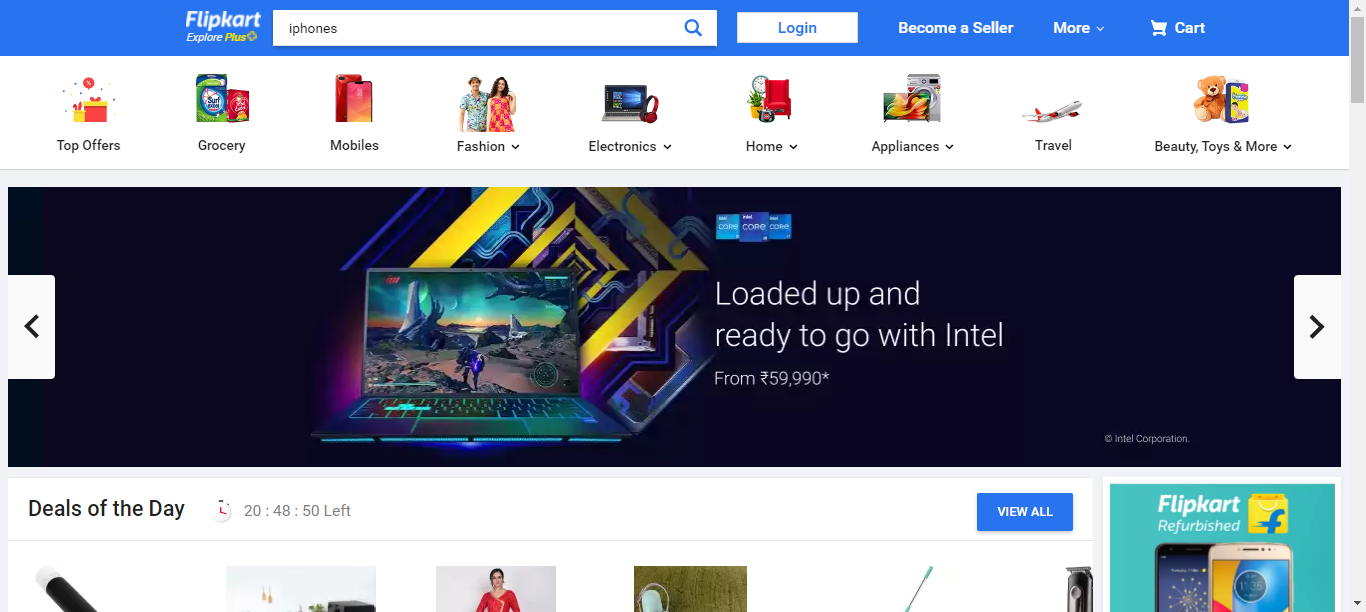 Flipkart
Explore Plus
iphones
Login
Become a Seller
More
Cart
Top Offers
Grocery
Mobiles
Fashion
Electronics
Home
Appliances
Travel
Beauty, Toys & More
Loaded up and
ready to go with Intel
From ₹59,990*
© Intel Corporation.
intel
CORE
intel
CORE
intel
CORE
Deals of the Day
20 : 48 : 50 Left
VIEW ALL
Flipkart
Refurbished